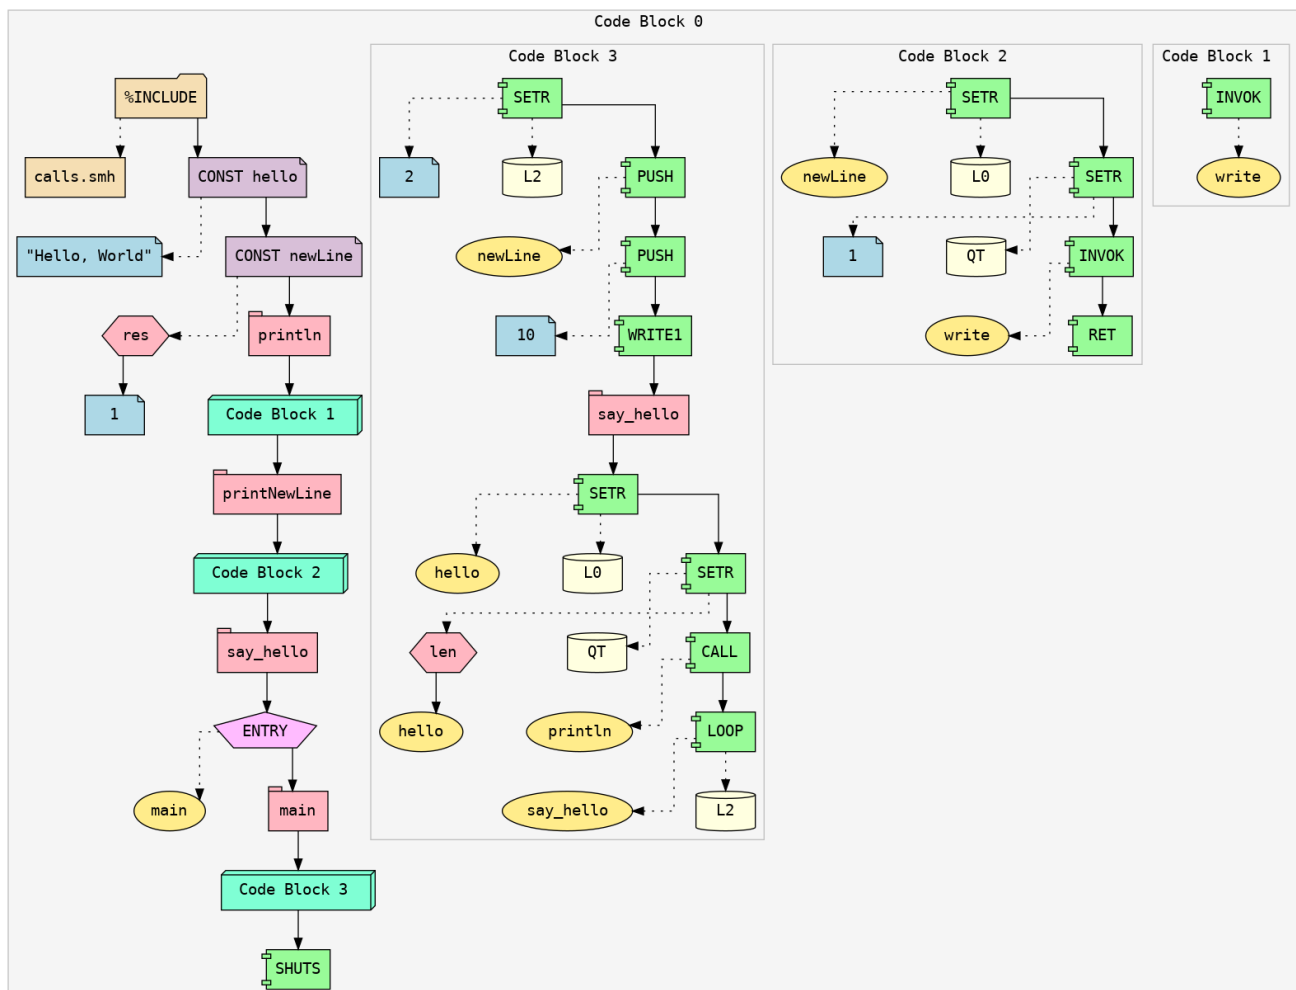 Code Block 0
%INCLUDE
calls.smh
CONST hello
"Hello, World"
CONST newLine
res
println
1
Code Block 1
printNewLine
Code Block 2
say_hello
ENTRY
main
main
Code Block 3
SHUTS
Code Block 3
SETR
2
L2
PUSH
newLine
PUSH
10
WRITE1
say_hello
SETR
hello
L0
SETR
len
QT
CALL
hello
println
LOOP
say_hello
L2
Code Block 2
SETR
newLine
L0
SETR
1
QT
INVOK
write
RET
Code Block 1
INVOK
write